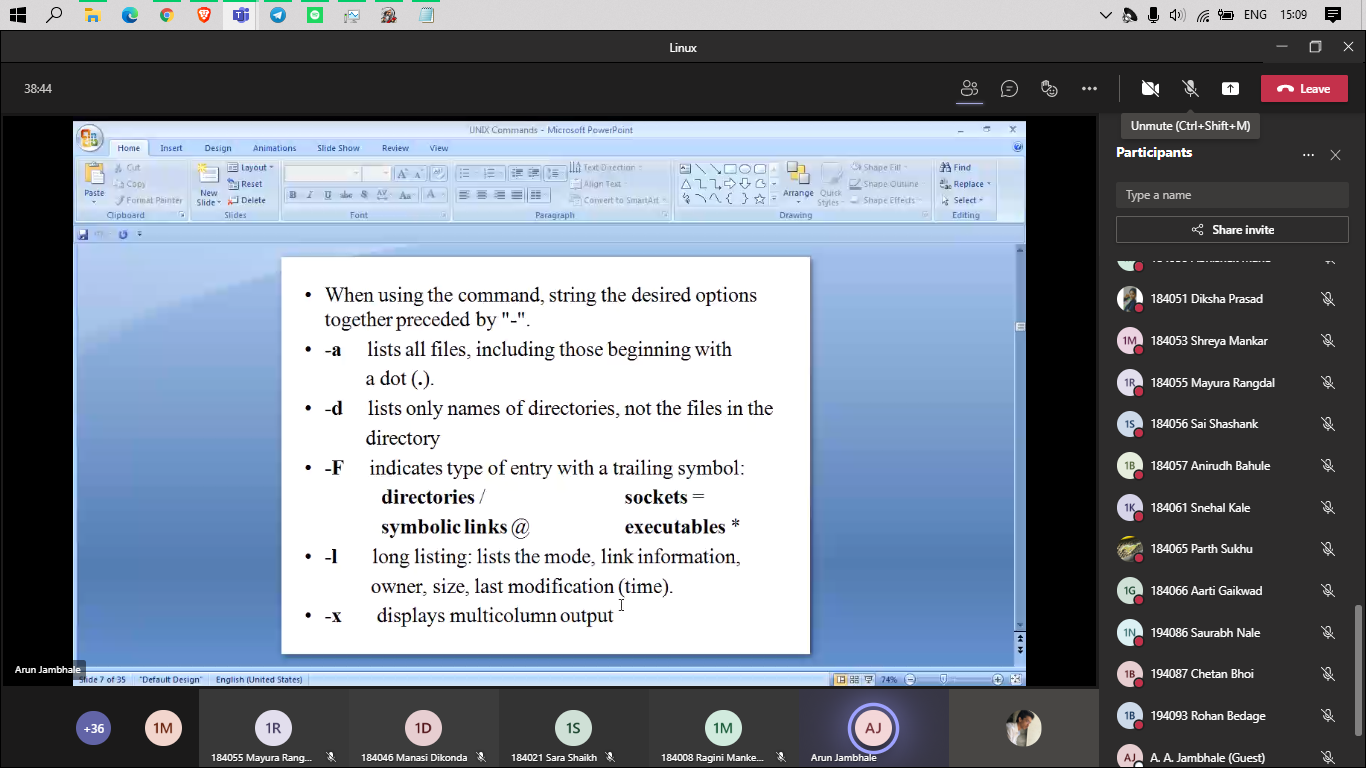 ENG
15:09
Linux
38:44
Leave
Unmute (Ctrl+Shift+M)
UNIX Commands - Microsoft PowerPoint
Home Insert Design Animations Slide Show Review View
Paste
Cut
Copy
Format Painter
Clipboard
New
Slide
Layout
Reset
Delete
Slides
Font
Text Direction
Align Text
Convert to SmartArt
Paragraph
Arrange
Quick
Styles
Shape Fill
Shape Outline
Shape Effects
Drawing
Find
Replace
Select
Editing
• When using the command, string the desired options
together preceded by "-".
• -a lists all files, including those beginning with
a dot (.).
• -d lists only names of directories, not the files in the
directory
• -F indicates type of entry with a trailing symbol:
directories / sockets =
symbolic links @ executables *
• -l long listing: lists the mode, link information,
owner, size, last modification (time).
• -x displays multicolumn output
Arun Jambhale
Slide 7 of 35 "Default Design" English (United States) 74%
Participants
Type a name
Share invite
184051 Diksha Prasad
1M 184053 Shreya Mankar
1R 184055 Mayura Rangdal
1S 184056 Sai Shashank
1B 184057 Anirudh Bahule
1K 184061 Snehal Kale
184065 Parth Sukhu
1G 184066 Aarti Gaikwad
1N 194086 Saurabh Nale
1B 194087 Chetan Bhoi
1B 194093 Rohan Bedage
AJ A. A. Jambhale (Guest)
+36
1M
1R
184055 Mayura Rang...
1D
184046 Manasi Dikonda
1S
184021 Sara Shaikh
1M
184008 Ragini Manke...
AJ
Arun Jambhale